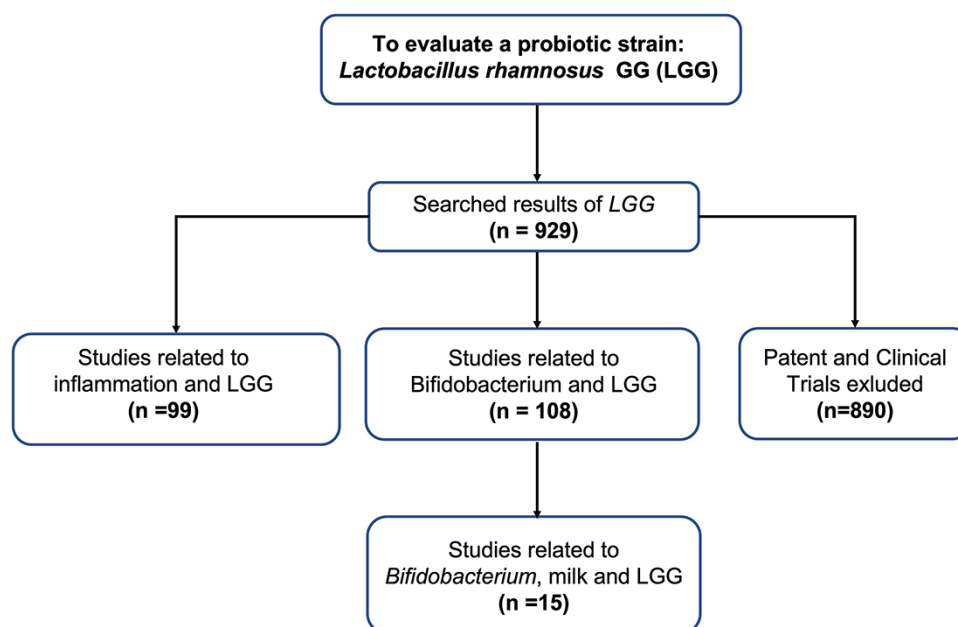 To evaluate a probiotic strain:
Lactobacillus rhamnosus GG (LGG)
Searched results of LGG
(n = 929)
Studies related to
inflammation and LGG
(n =99)
Studies related to
Bifidobacterium and LGG
(n = 108)
Patent and Clinical
Trials exluded
(n=890)
Studies related to
Bifidobacterium, milk and LGG
(n =15)